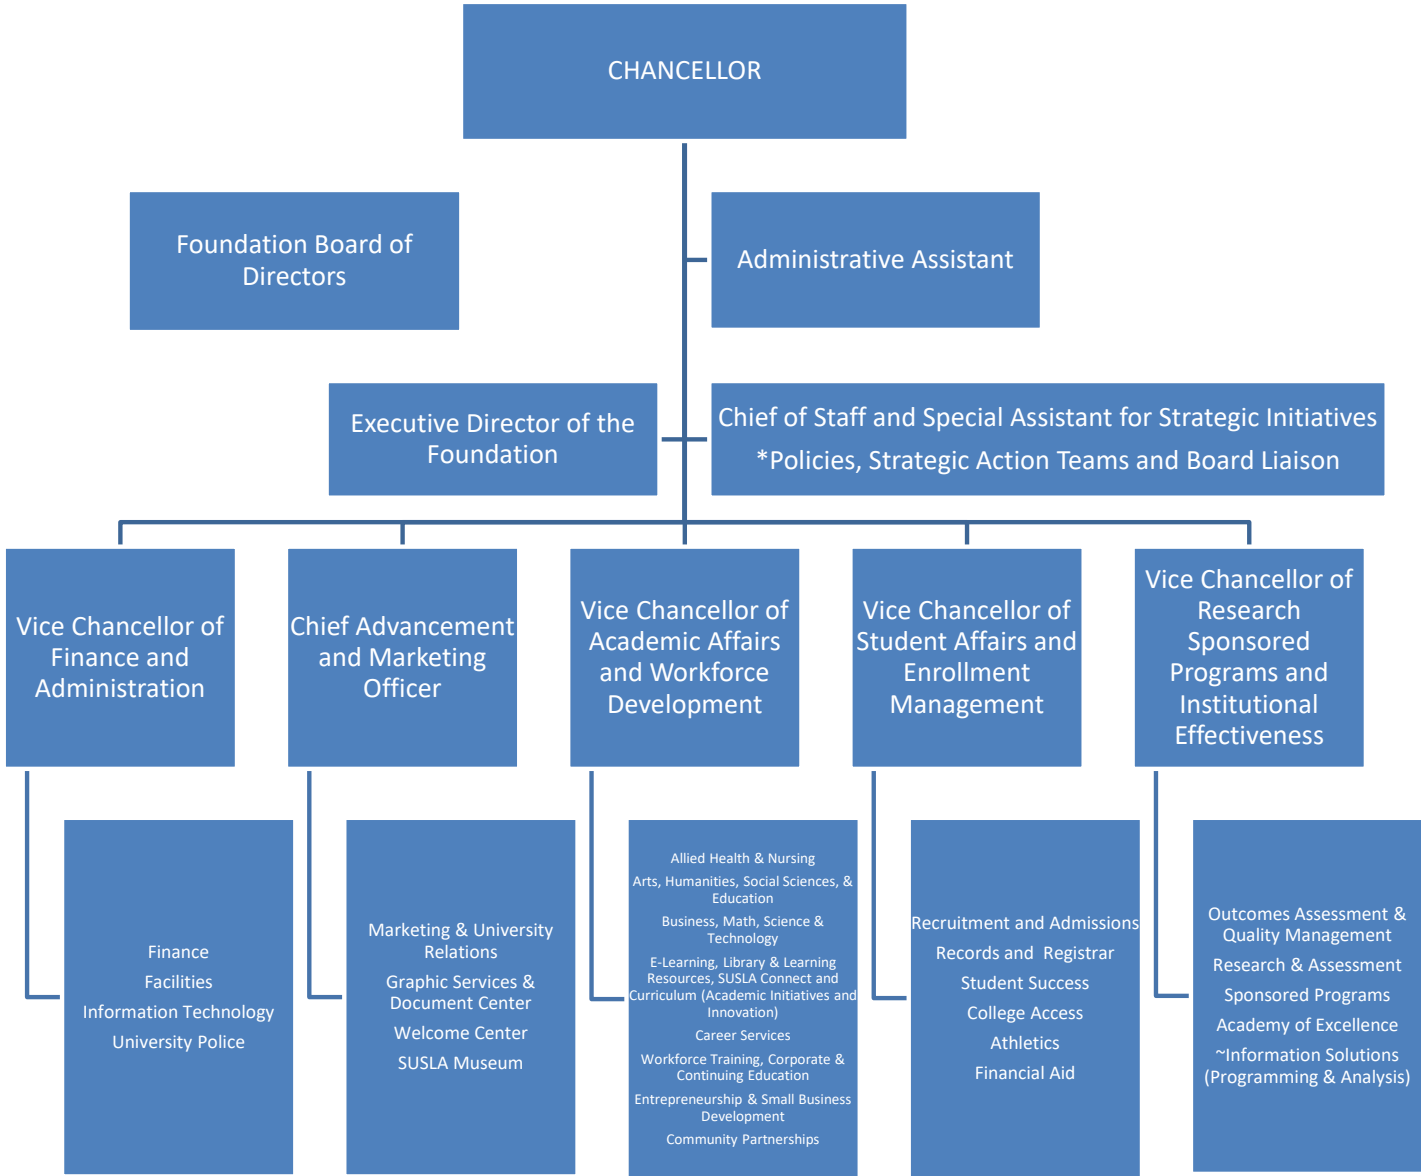 CHANCELLOR
Foundation Board of
Directors
Administrative Assistant
Executive Director of the
Foundation
Chief of Staff and Special Assistant for Strategic Initiatives
*Policies, Strategic Action Teams and Board Liaison
Vice Chancellor of
Finance and
Administration
Chief Advancement
and Marketing
Officer
Vice Chancellor of
Academic Affairs
and Workforce
Development
Vice Chancellor of
Student Affairs and
Enrollment
Management
Vice Chancellor of
Research
Sponsored
Programs and
Institutional
Effectiveness
Finance
Facilities
Information Technology
University Police
Marketing & University
Relations
Graphic Services &
Document Center
Welcome Center
SUSLA Museum
Allied Health & Nursing
Arts, Humanities, Social Sciences, &
Education
Business, Math, Science &
Technology
E-Learning, Library & Learning
Resources, SUSLA Connect and
Curriculum (Academic Initiatives and
Innovation)
Career Services
Workforce Training, Corporate &
Continuing Education
Entrepreneurship & Small Business
Development
Community Partnerships
Recruitment and Admissions
Records and Registrar
Student Success
College Access
Athletics
Financial Aid
Outcomes Assessment &
Quality Management
Research & Assessment
Sponsored Programs
Academy of Excellence
~Information Solutions
(Programming & Analysis)